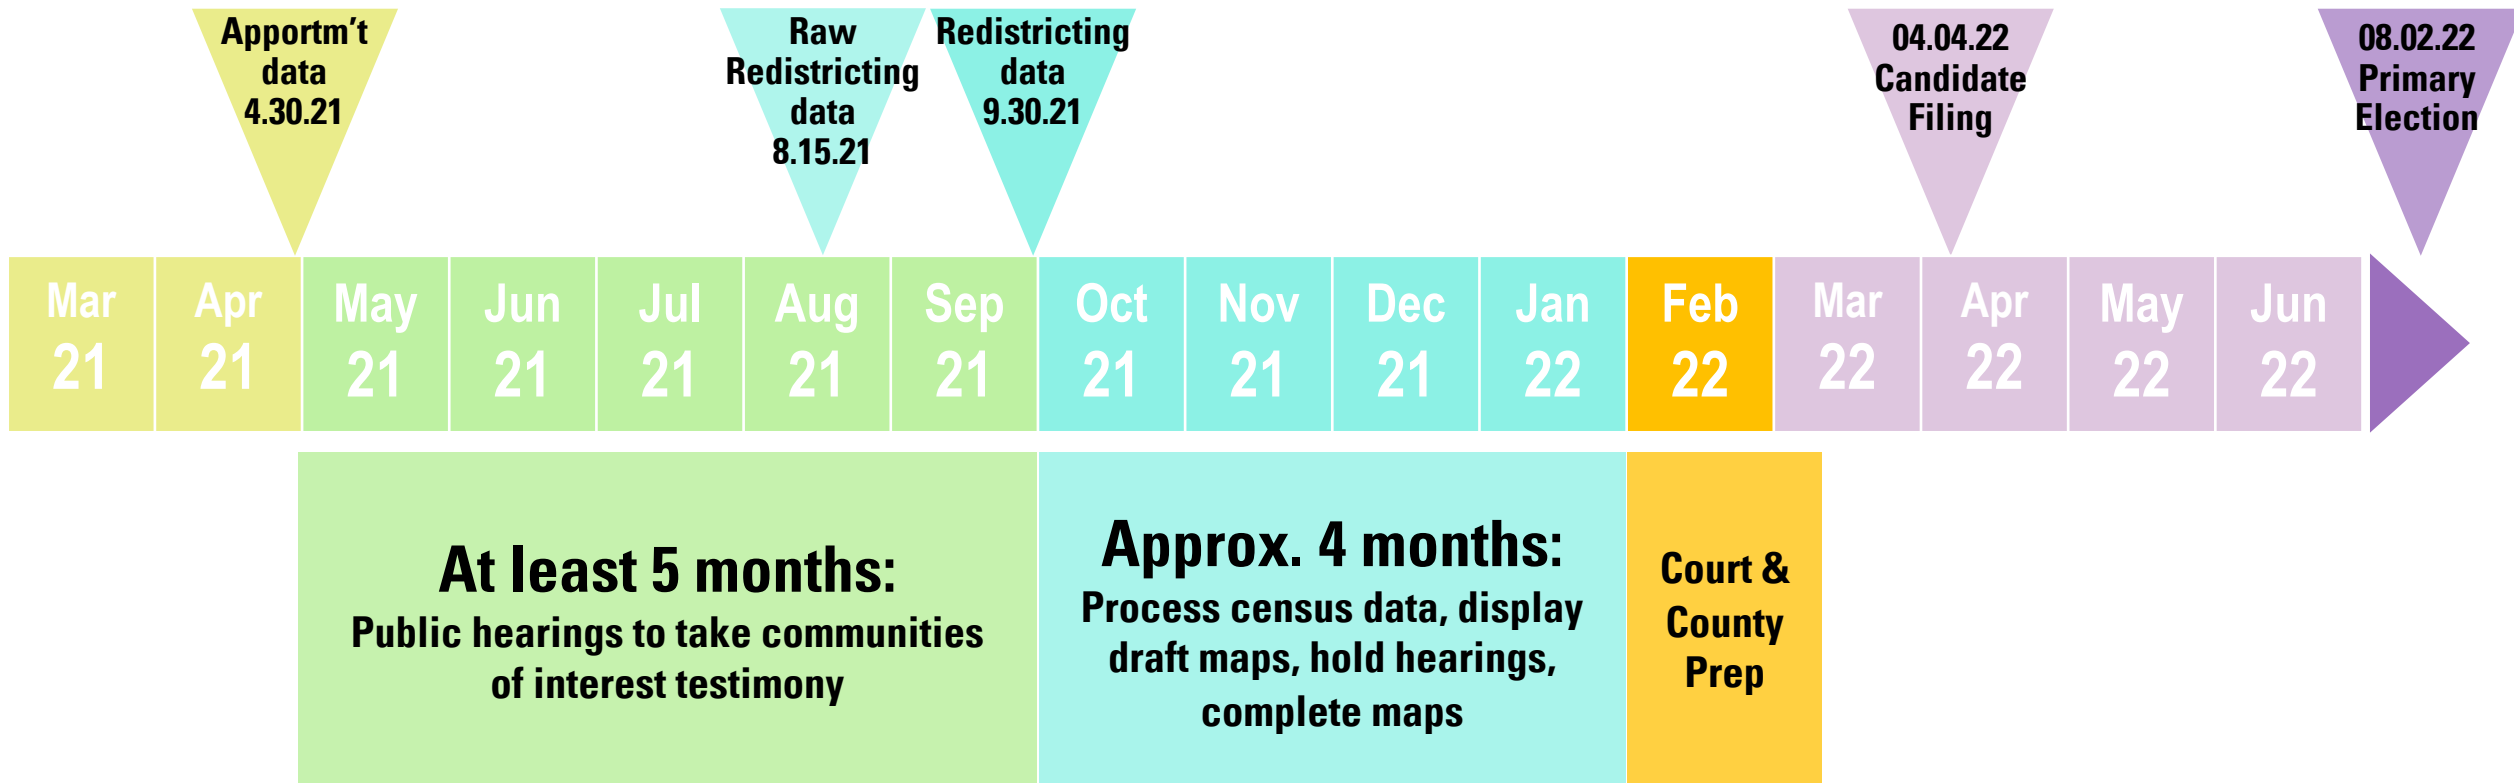 Apportm't
data
4.30.21
Raw
Redistricting
data
8.15.21
Redistricting
data
9.30.21
04.04.22
Candidate
Filing
08.02.22
Primary
Election
Mar
21
Apr
21
May
21
Jun
21
Jul
21
Aug
21
Sep
21
Oct
21
Nov
21
Dec
21
Jan
22
Feb
22
Mar
22
Apr
22
May
22
Jun
22
At least 5 months:
Public hearings to take communities
of interest testimony
Approx. 4 months:
Process census data, display
draft maps, hold hearings,
complete maps
Court &
County
Prep